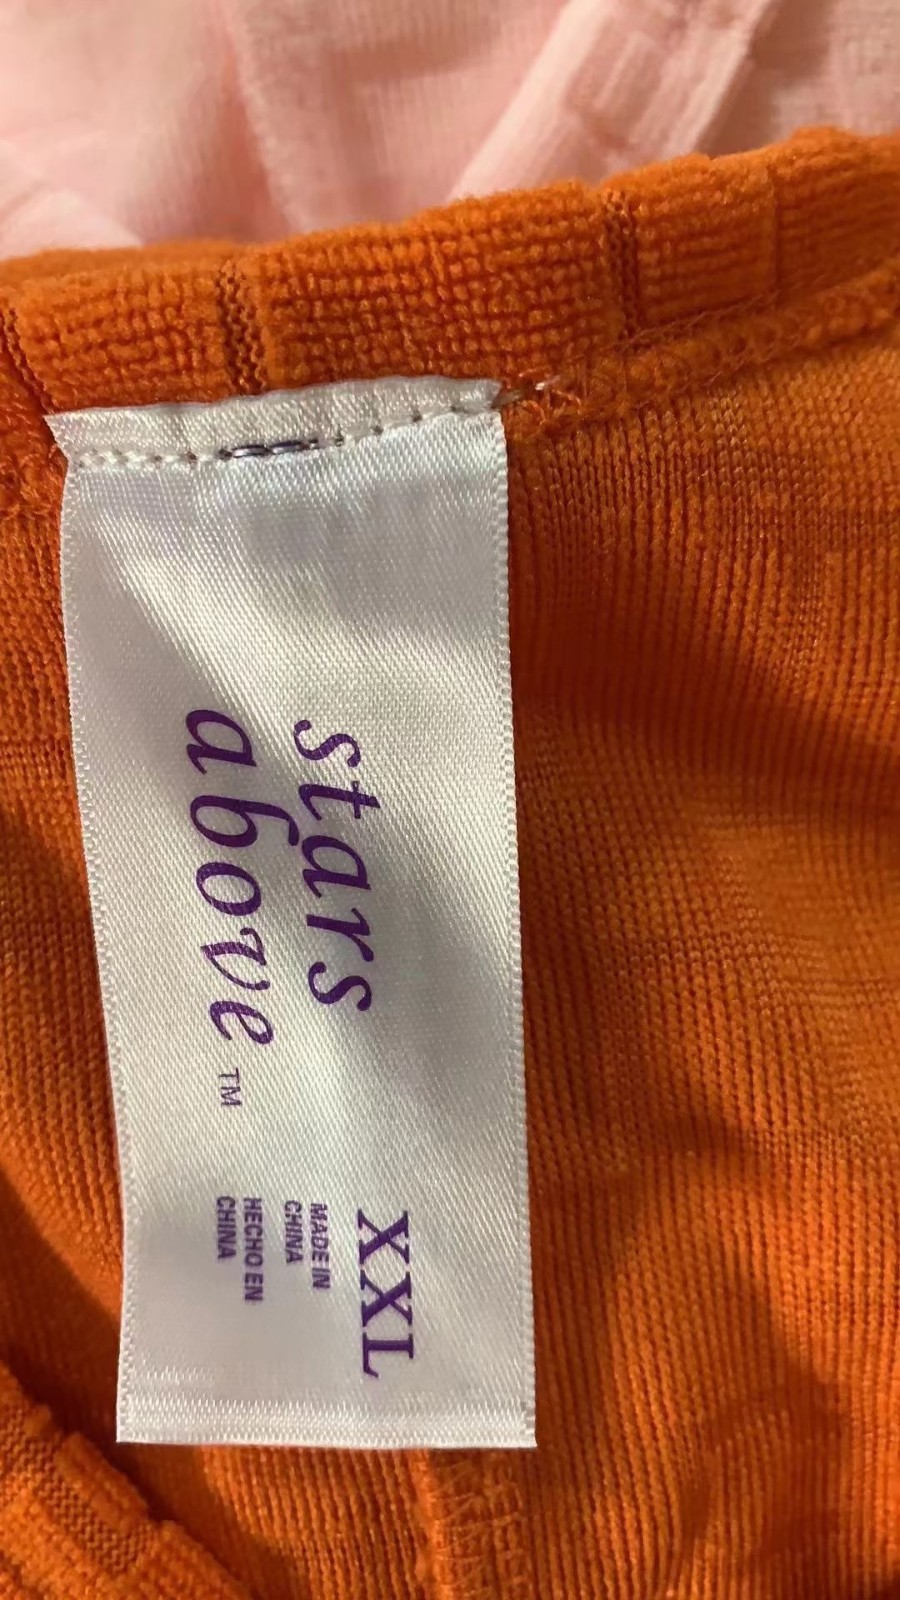 stars
above™
XXL
MADE IN
CHINA
HECHO EN
CHINA